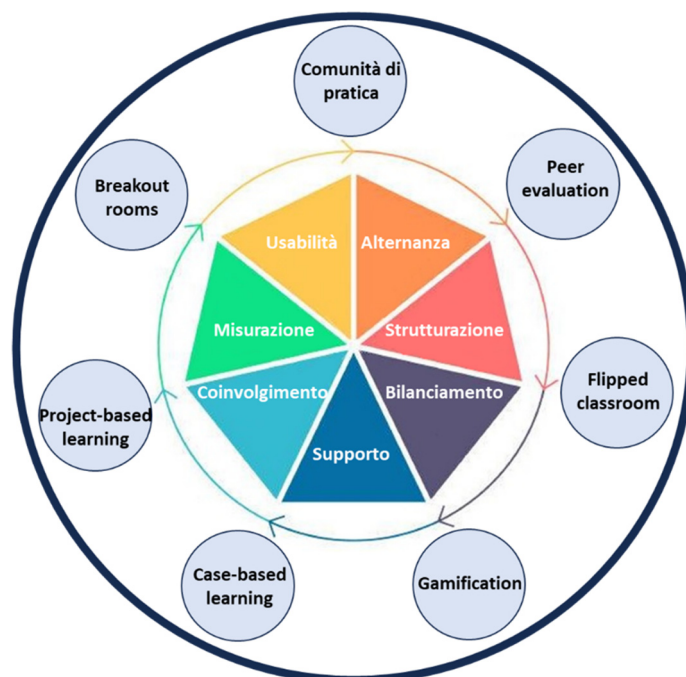 Comunità di
pratica
Peer
evaluation
Flipped
classroom
Gamification
Case-based
learning
Project-based
learning
Breakout
rooms
Usabilità
Alternanza
Strutturazione
Bilanciamento
Supporto
Coinvolgimento
Misurazione